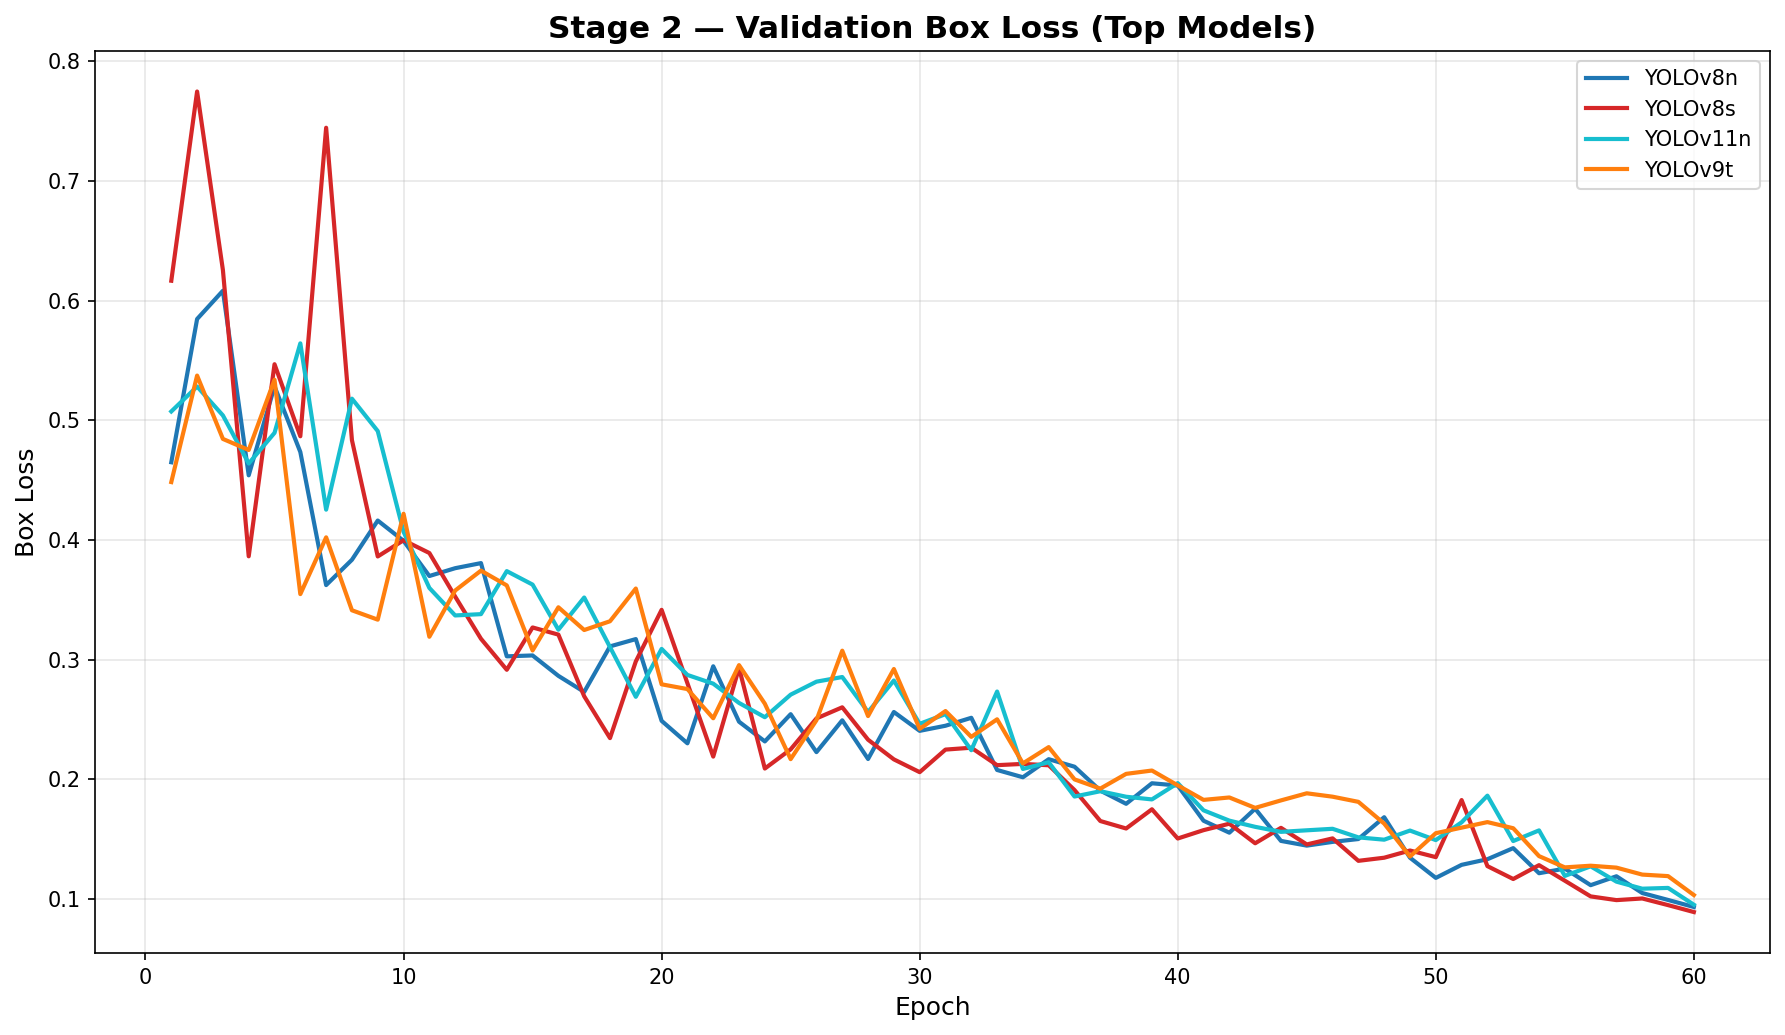 Stage 2 — Validation Box Loss (Top Models)
YOLOv8n
YOLOv8s
YOLOv11n
YOLOv9t
Box Loss
0.8
0.7
0.6
0.5
0.4
0.3
0.2
0.1
0 10 20 30 40 50 60
Epoch